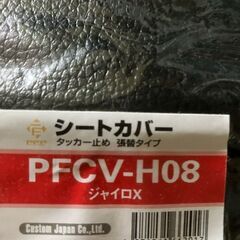 シートカバー
タッカー止め 張替タイプ
PFCV-H08
ジャイロX
Custom Japan Co.,Ltd.